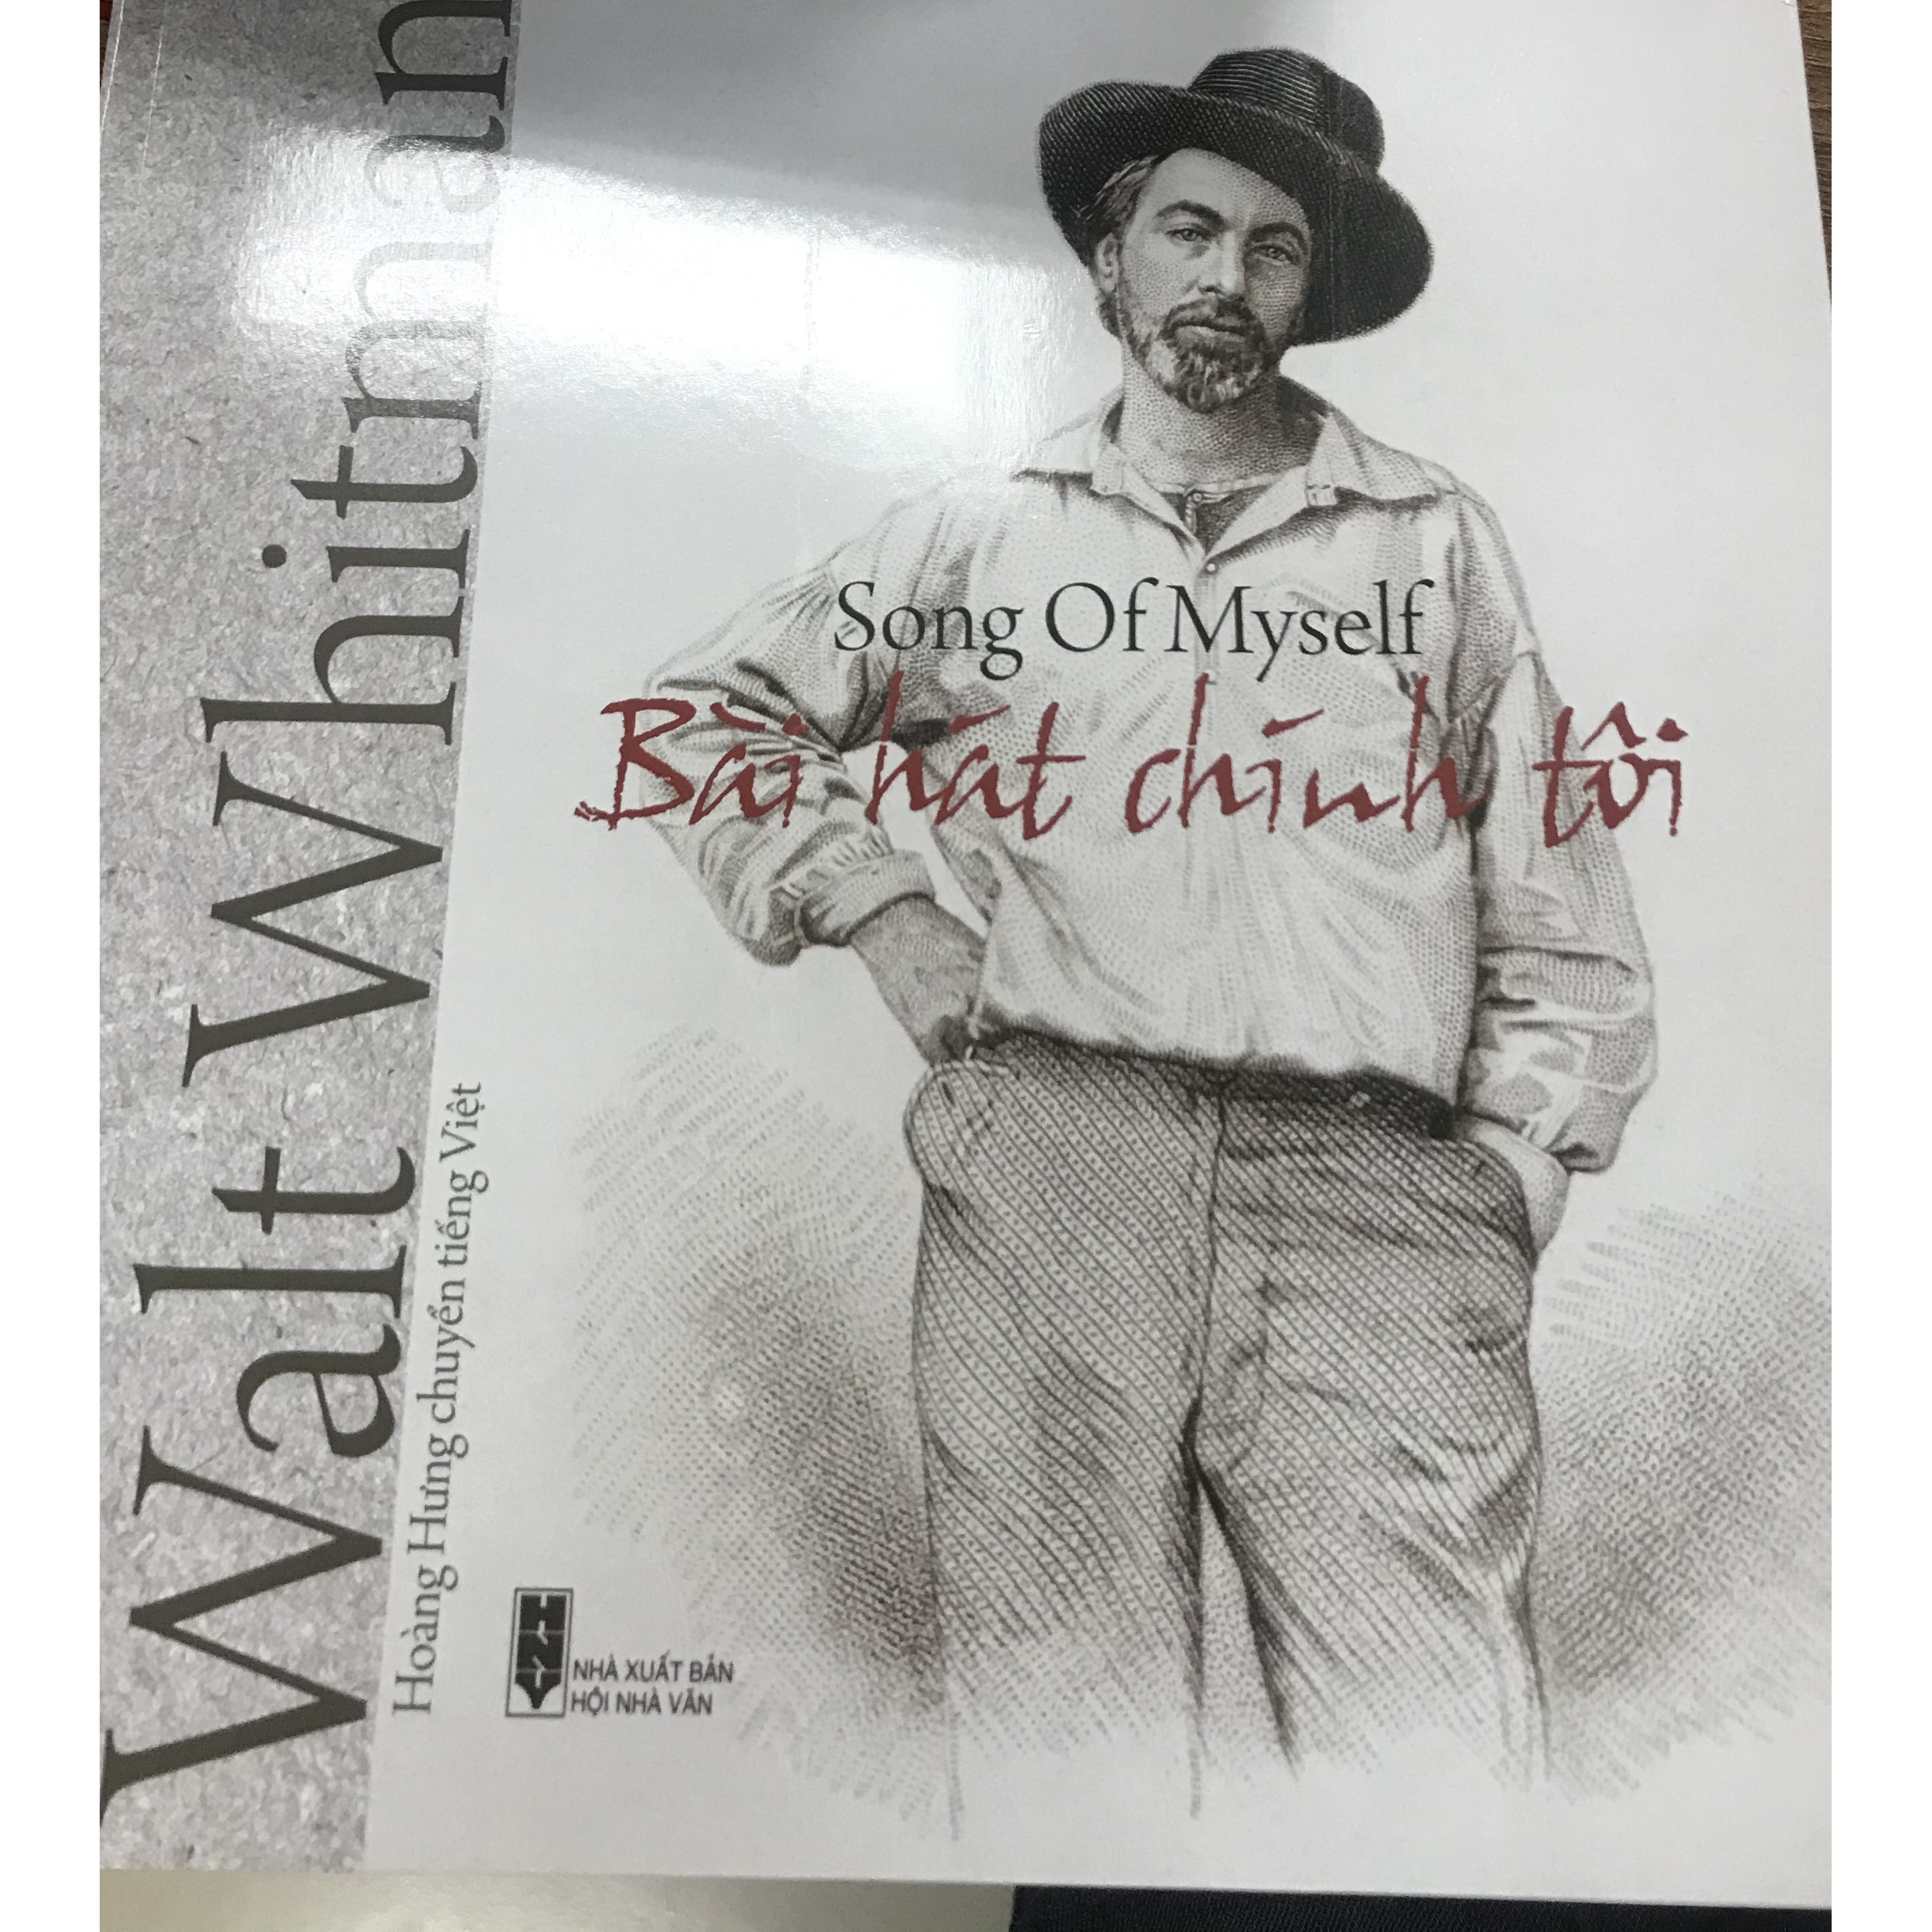 Walt Whitman
Hoàng Hưng chuyển tiếng Việt
Song Of Myself
Bài hát chính tôi
NHÀ XUẤT BẢN
HỘI NHÀ VĂN